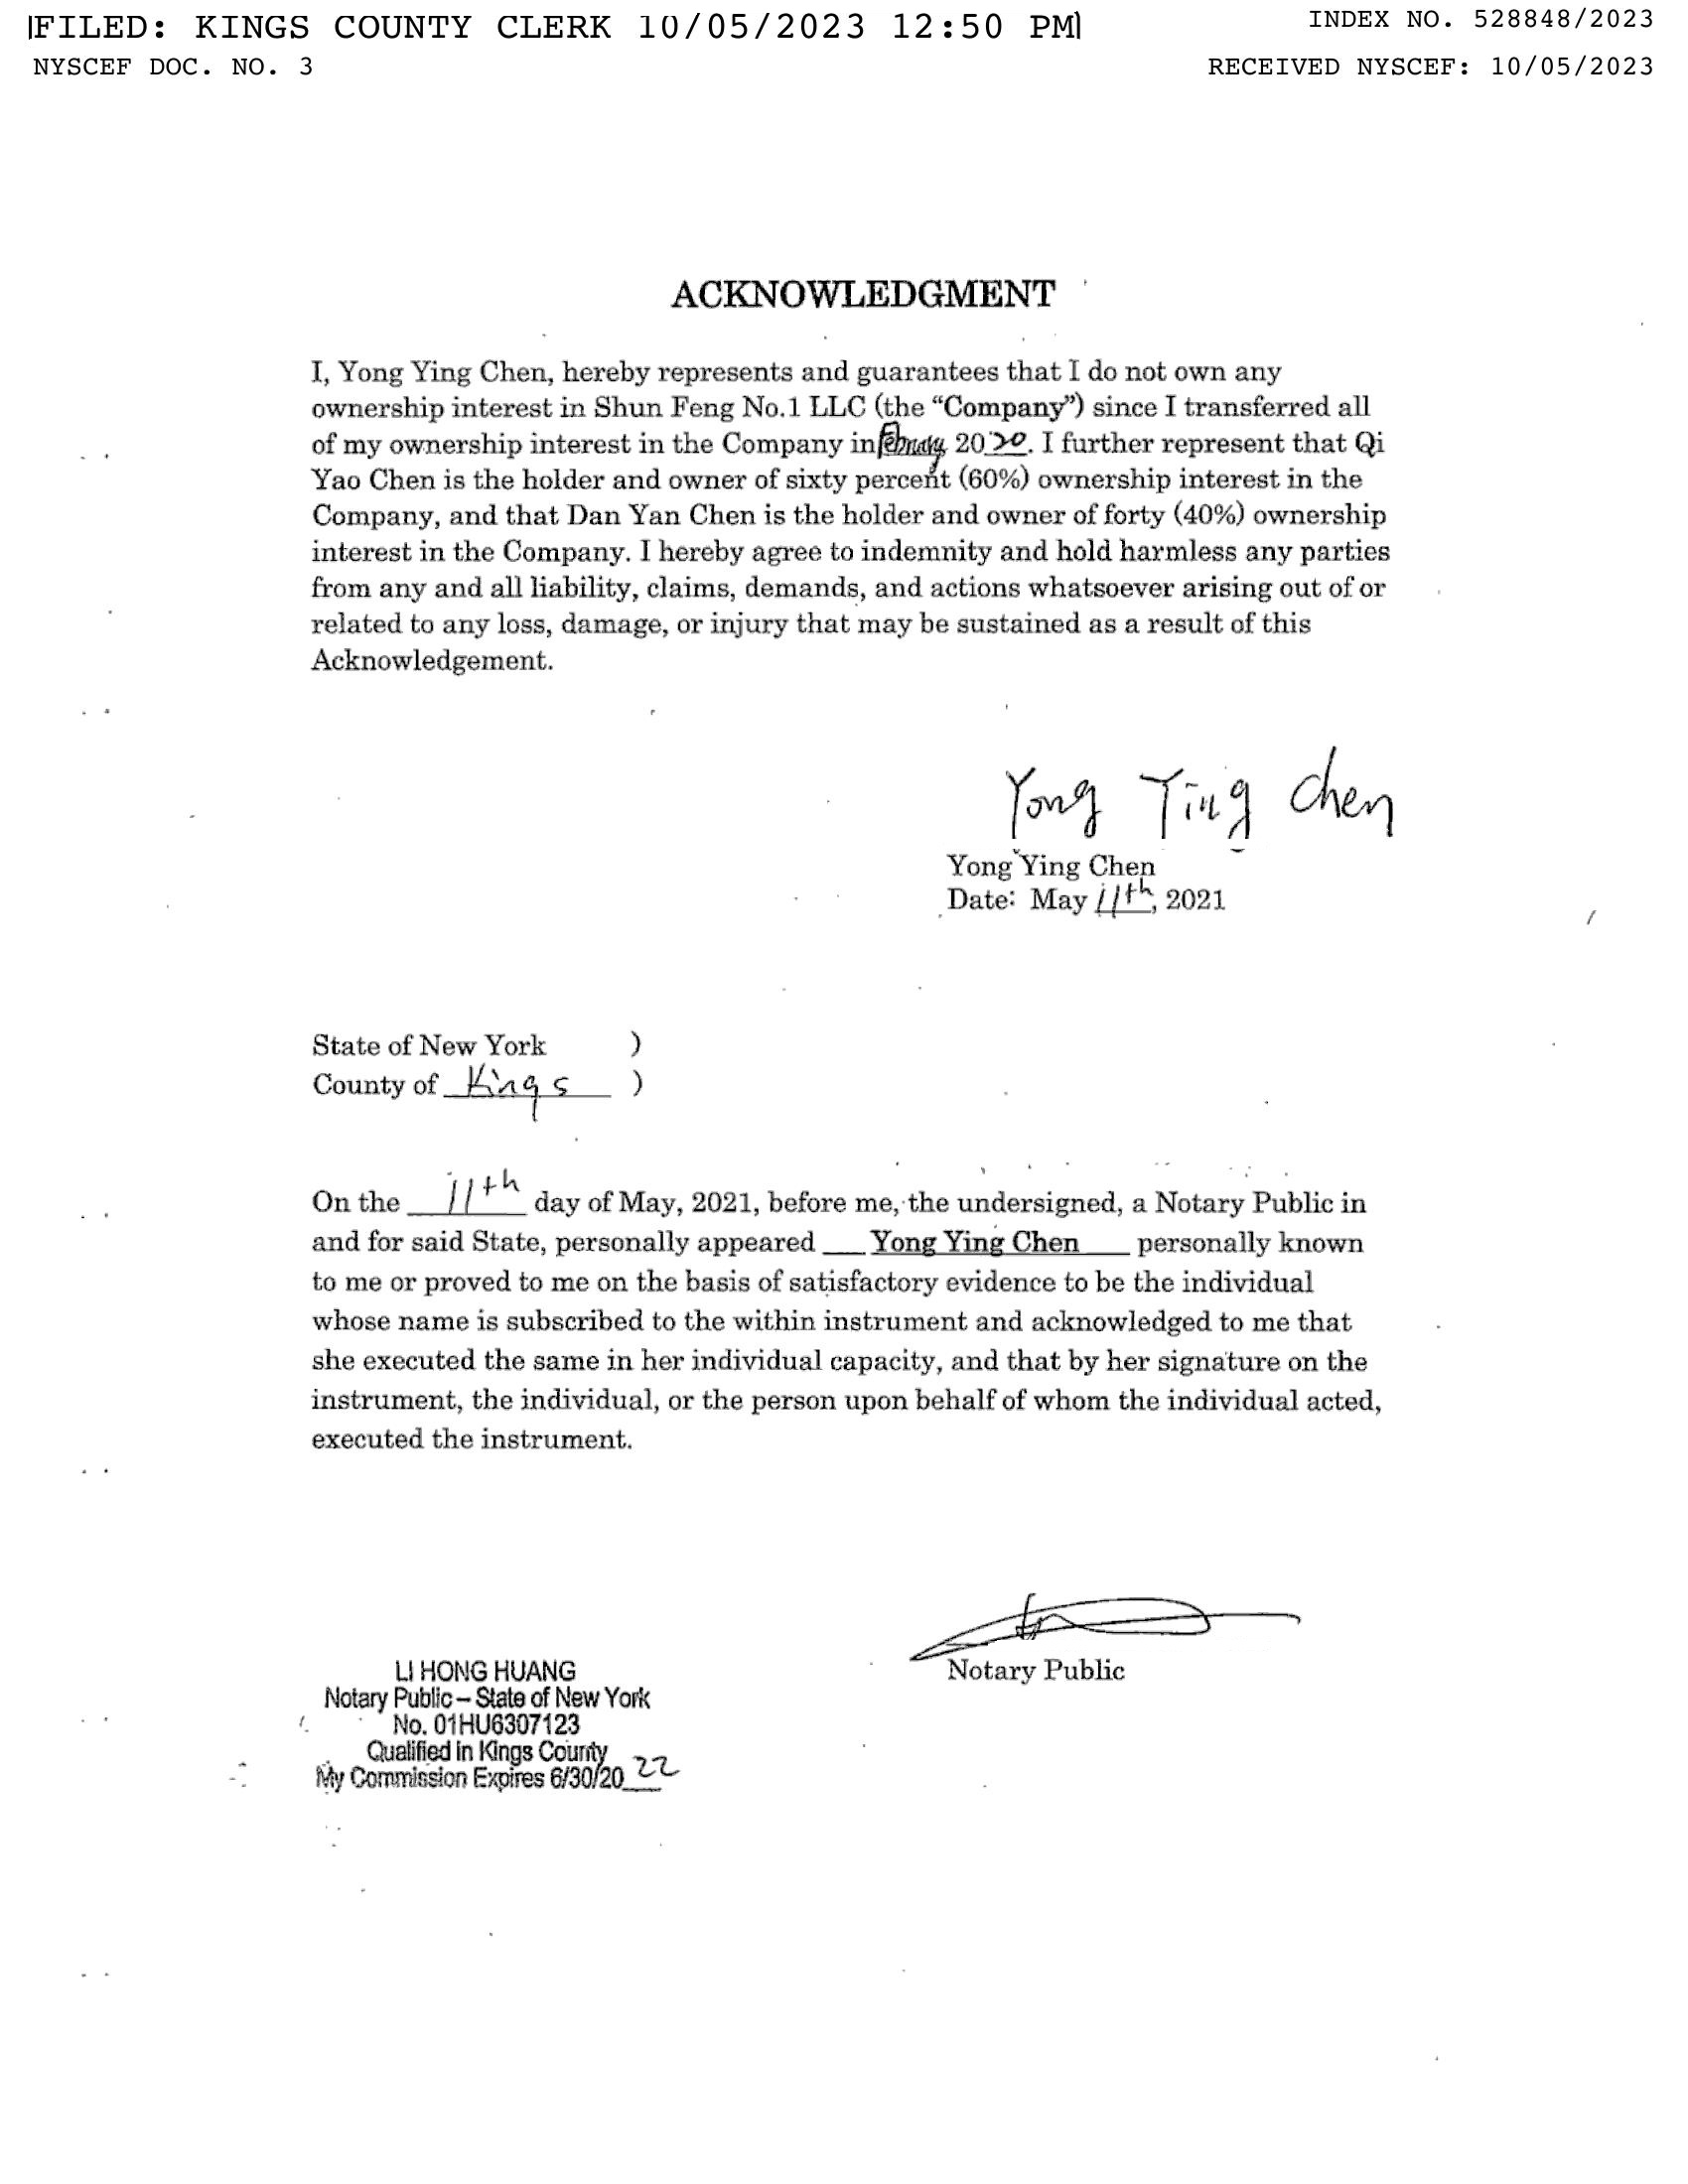 FILED: KINGS COUNTY CLERK 10/05/2023 12:50 PM
INDEX NO. 528848/2023
NYSCEF DOC. NO. 3
RECEIVED NYSCEF: 10/05/2023
ACKNOWLEDGMENT
I, Yong Ying Chen, hereby represents and guarantees that I do not own any
ownership interest in Shun Feng No.1 LLC (the “Company”) since I transferred all
of my ownership interest in the Company in February 2020. I further represent that Qi
Yao Chen is the holder and owner of sixty percent (60%) ownership interest in the
Company, and that Dan Yan Chen is the holder and owner of forty (40%) ownership
interest in the Company. I hereby agree to indemnity and hold harmless any parties
from any and all liability, claims, demands, and actions whatsoever arising out of or
related to any loss, damage, or injury that may be sustained as a result of this
Acknowledgement.
Yong Ying Chen
Yong Ying Chen
Date: May 11th, 2021
State of New York )
County of Kings )
On the 11th day of May, 2021, before me, the undersigned, a Notary Public in
and for said State, personally appeared Yong Ying Chen personally known
to me or proved to me on the basis of satisfactory evidence to be the individual
whose name is subscribed to the within instrument and acknowledged to me that
she executed the same in her individual capacity, and that by her signature on the
instrument, the individual, or the person upon behalf of whom the individual acted,
executed the instrument.
Notary Public
LI HONG HUANG
Notary Public – State of New York
No. 01HU6307123
Qualified in Kings County
My Commission Expires 6/30/2022